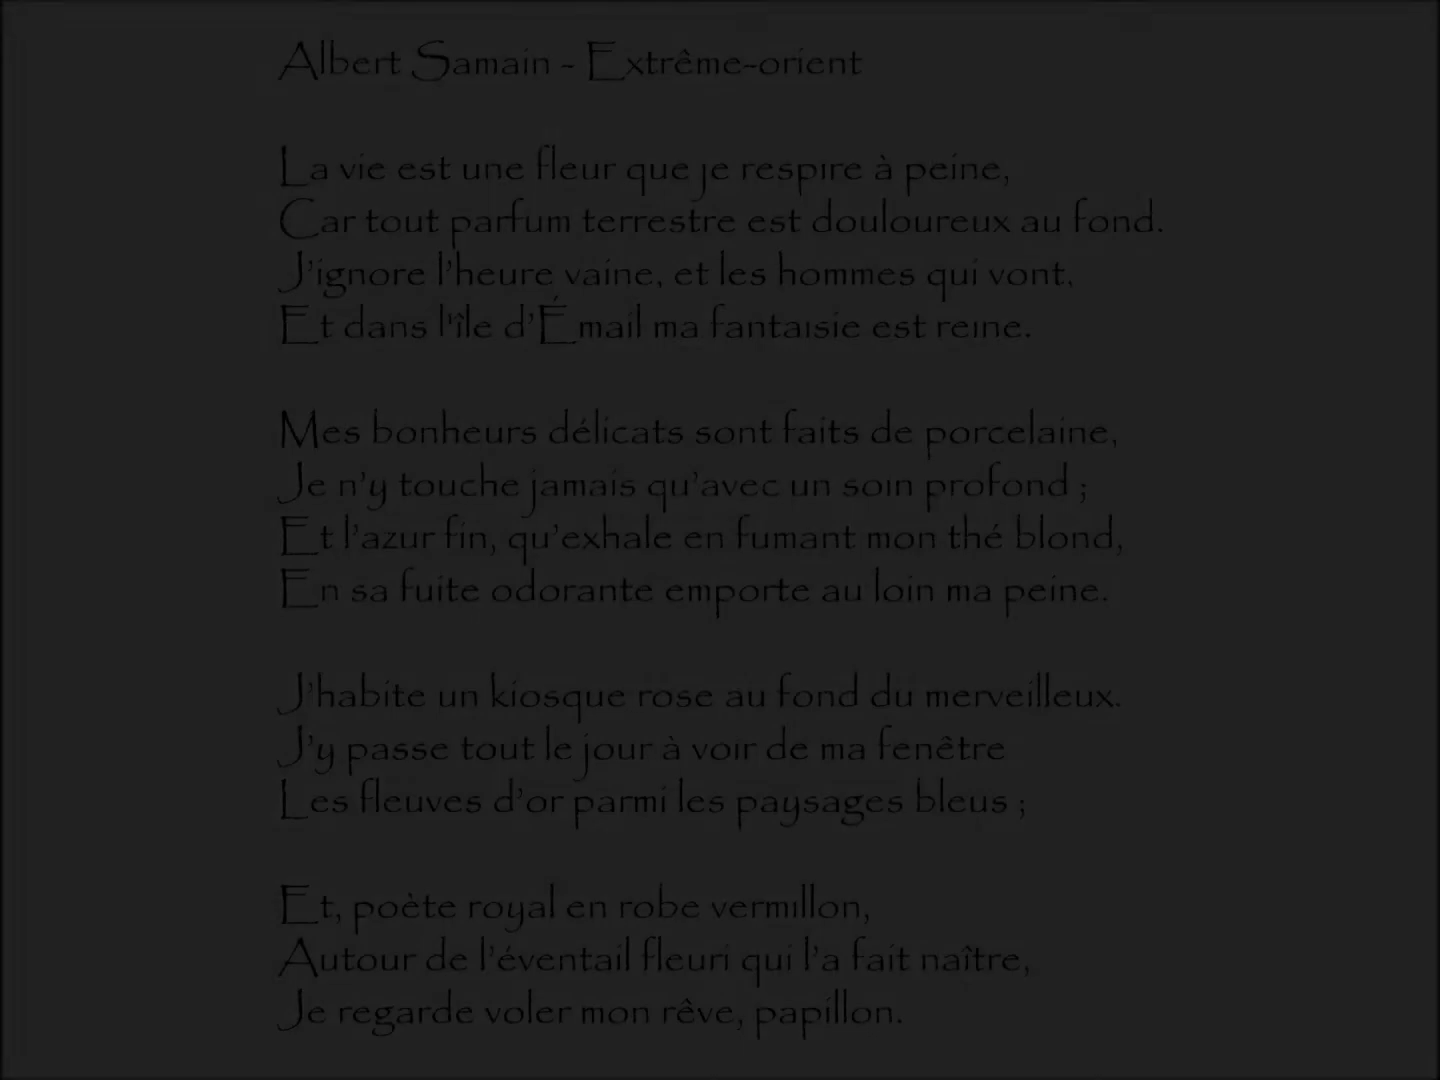 Albert Samain - Extrême-orient
La vie est une fleur que je respire à peine,
Car tout parfum terrestre est douloureux au fond.
J'ignore l'heure vaine, et les hommes qui vont,
Et dans l'île d'Émail ma fantaisie est reine.
Mes bonheurs délicats sont faits de porcelaine,
Je n'y touche jamais qu'avec un soin profond ;
Et l'azur fin, qu'exhale en fumant mon thé blond,
En sa fuite odorante emporte au loin ma peine.
J'habite un kiosque rose au fond du merveilleux.
J'y passe tout le jour à voir de ma fenêtre
Les fleuves d'or parmi les paysages bleus ;
Et, poète royal en robe vermillon,
Autour de l'éventail fleuri qui l'a fait naître,
Je regarde voler mon rêve, papillon.